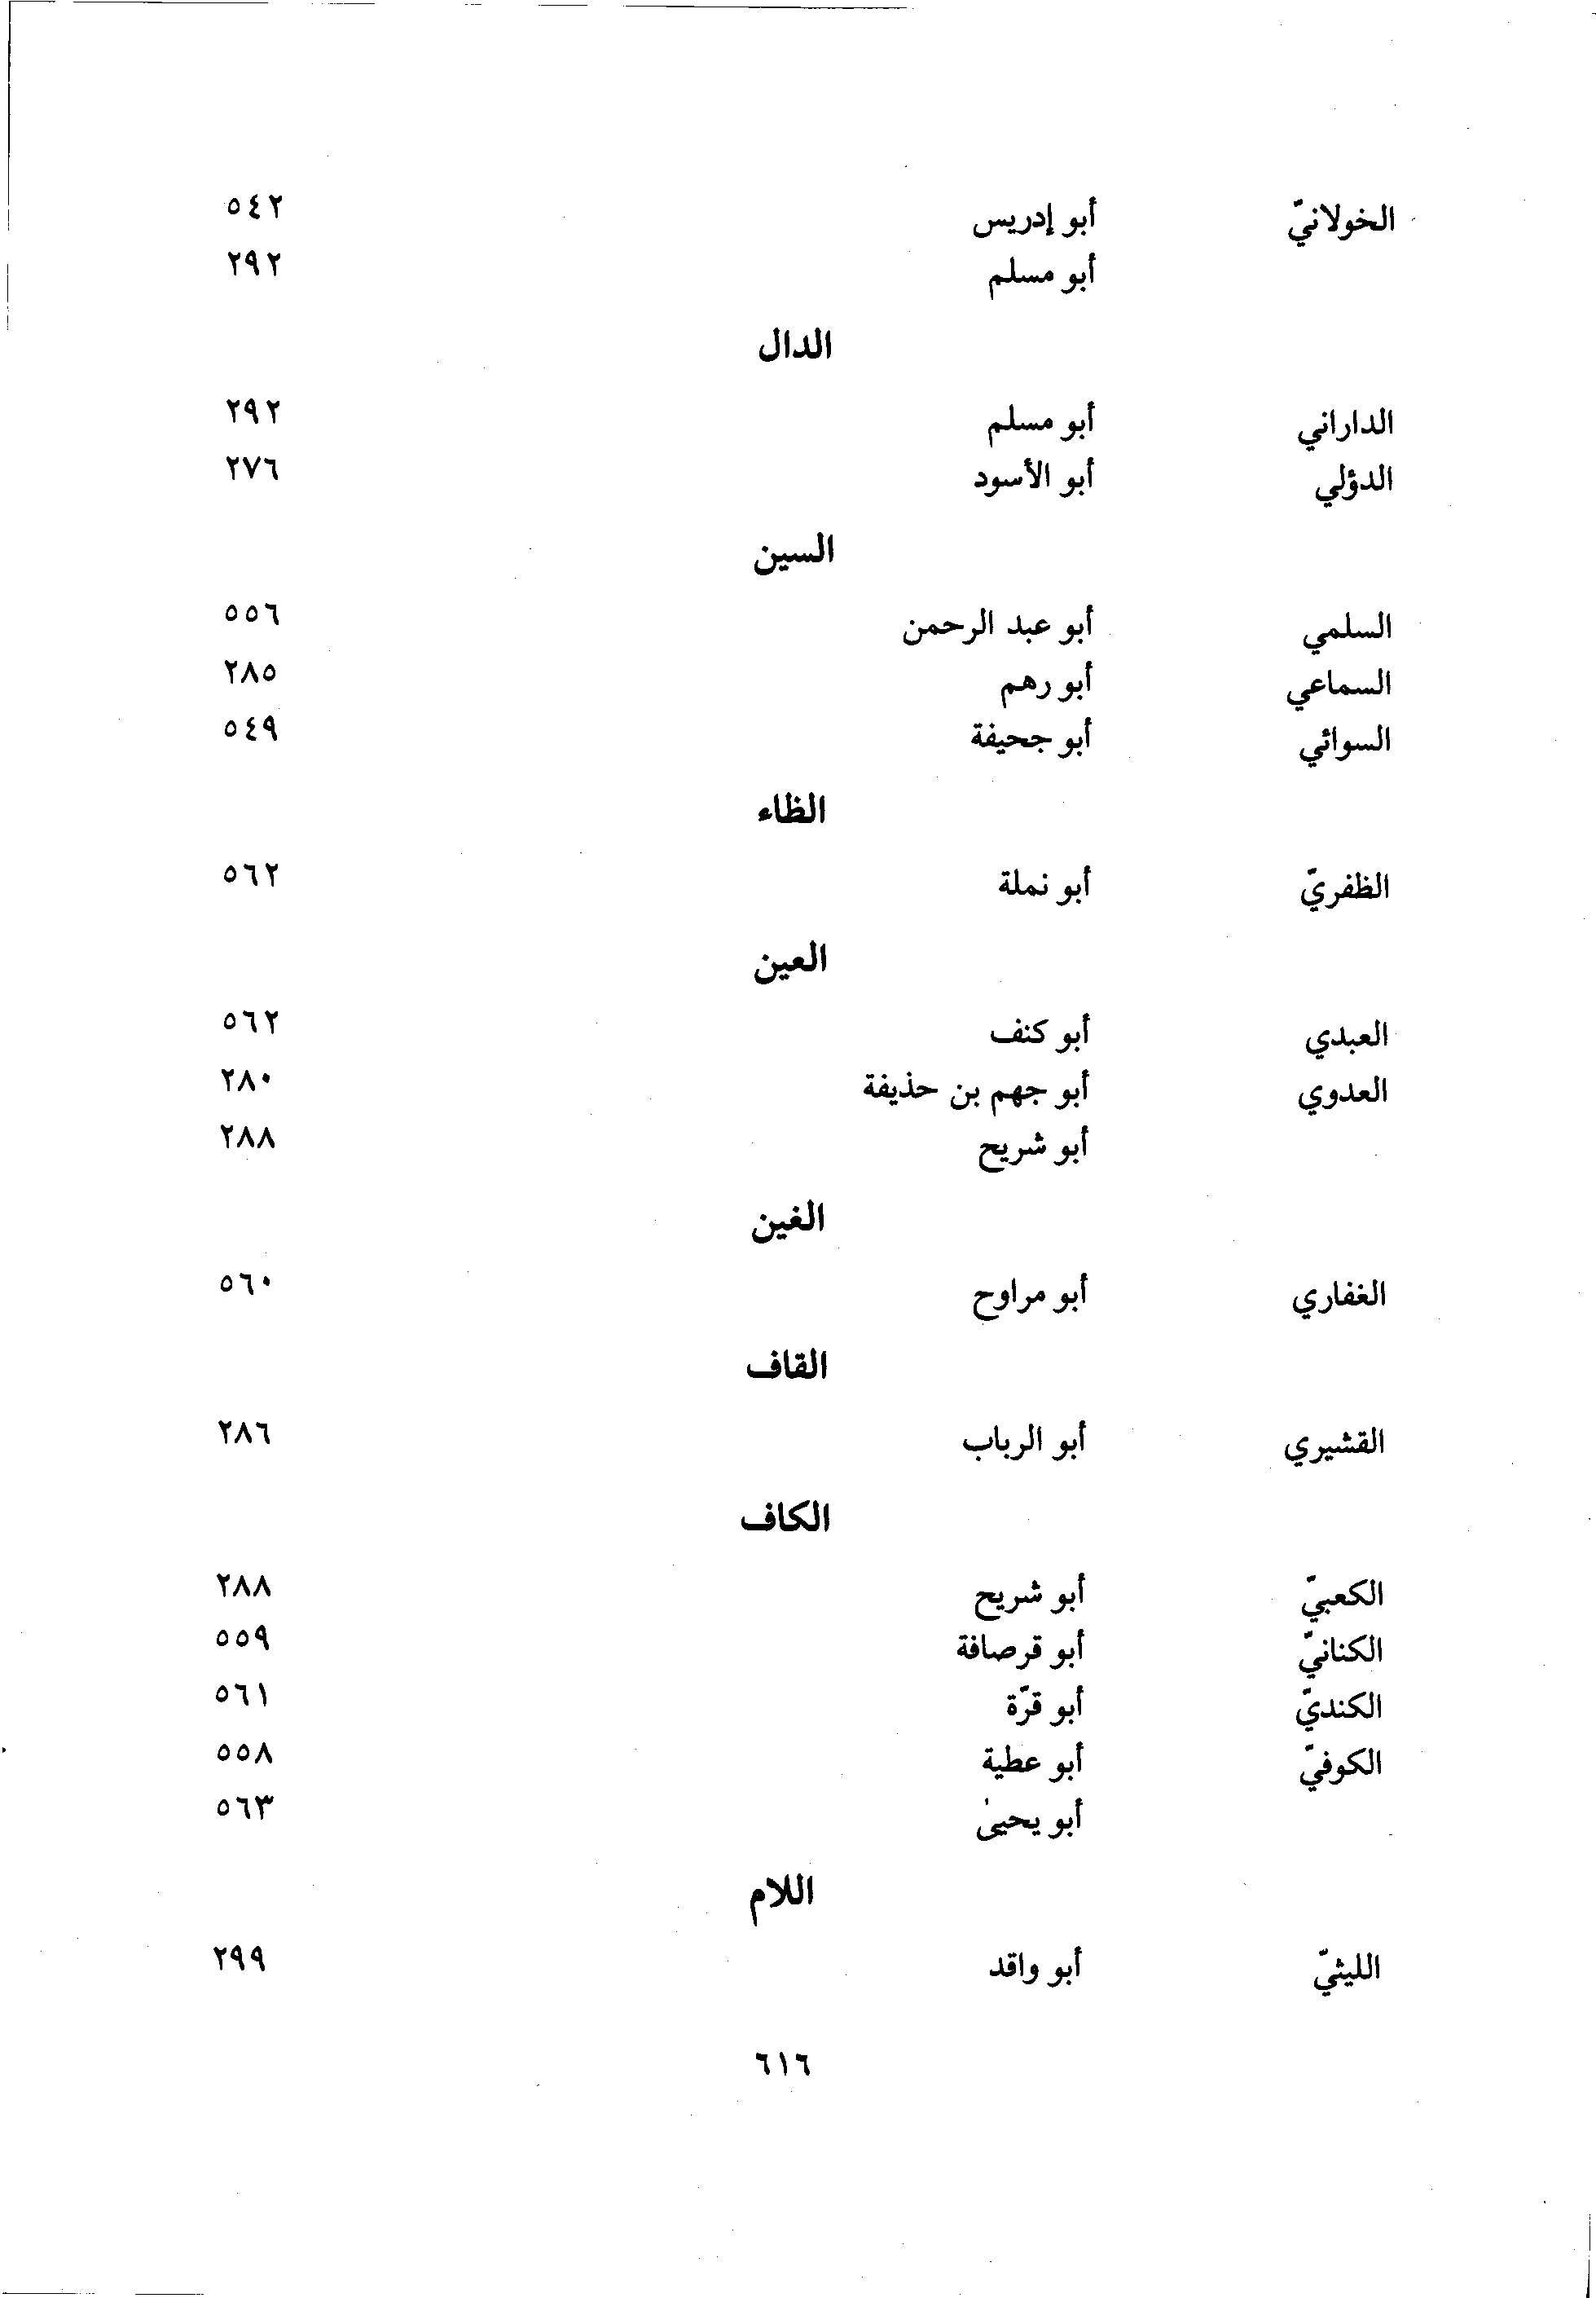 الخولانيّ أبو إدريس ٥٤٢
أبو مسلم ٢٩٢
الدال
الداراني أبو مسلم ٢٩٢
الدؤلي أبو الأسود ٢٧٦
السين
السلمي أبو عبد الرحمن ٥٥٦
السماعي أبو رهم ٢٨٥
السوائي أبو جحيفة ٥٤٩
الظاء
الظفريّ أبو نملة ٥٦٢
العين
العبدي أبو كنف ٥٦٢
العدوي أبو جهم بن حذيفة ٢٨٠
أبو شريح ٢٨٨
الغين
الغفاري أبو مراوح ٥٦٠
القاف
القشيري أبو الرباب ٢٨٦
الكاف
الكعبيّ أبو شريح ٢٨٨
الكنانيّ أبو قرصافة ٥٥٩
الكنديّ أبو قرّة ٥٦١
الكوفيّ أبو عطية ٥٥٨
أبو يحيىٰ ٥٦٣
اللام
الليثيّ أبو واقد ٢٩٩
٦١٦